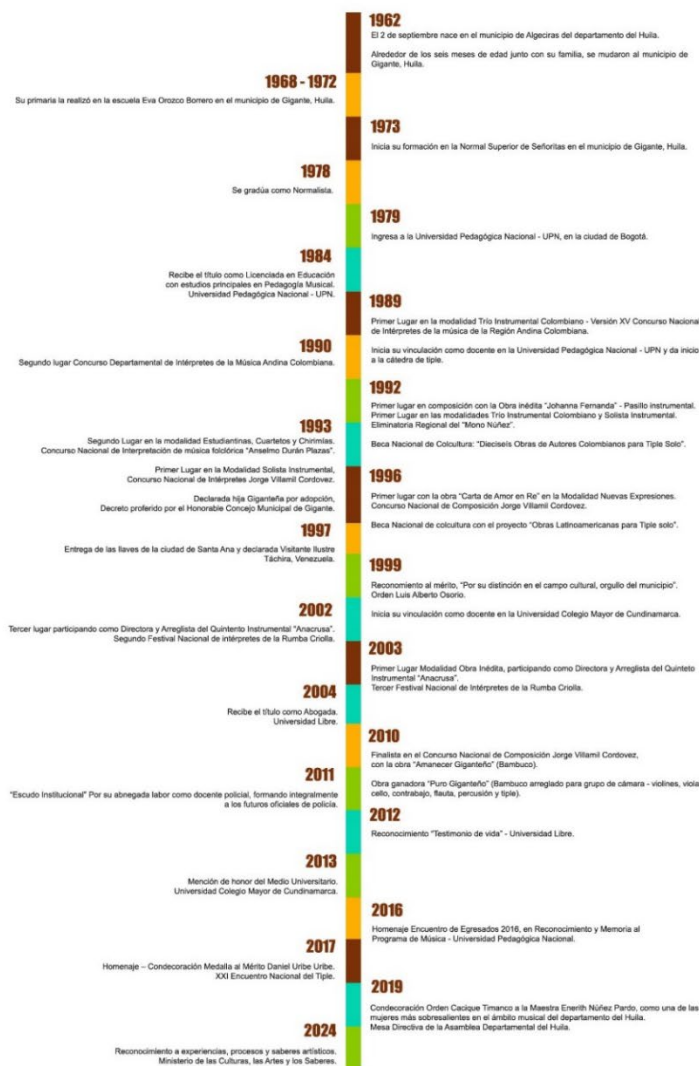 1962
El 2 de septiembre nace en el municipio de Algeciras del departamento del Huila.
Alrededor de los seis meses de edad junto con su familia, se mudaron al municipio de
Gigante, Huila.
1968 - 1972
Su primaria la realizó en la escuela Eva Orozco Borrero en el municipio de Gigante, Huila.
1973
Inicia su formación en la Normal Superior de Señoritas en el municipio de Gigante, Huila.
1978
Se gradúa como Normalista.
1979
Ingresa a la Universidad Pedagógica Nacional - UPN, en la ciudad de Bogotá.
1984
Recibe el título como Licenciada en Educación
con estudios principales en Pedagogía Musical.
Universidad Pedagógica Nacional - UPN.
1989
Primer Lugar en la modalidad Trío Instrumental Colombiano - Versión XV Concurso Nacional
de Intérpretes de la música de la Región Andina Colombiana.
Inicia su vinculación como docente en la Universidad Pedagógica Nacional - UPN y da inicio
a la cátedra de tiple.
1990
Segundo lugar Concurso Departamental de Intérpretes de la Música Andina Colombiana.
1992
Primer lugar en composición con la Obra inédita "Johanna Fernanda" - Pasillo instrumental.
Primer Lugar en las modalidades Trío Instrumental Colombiano y Solista Instrumental.
Eliminatoria Regional del "Mono Núñez".
Beca Nacional de Colcultura: "Dieciseís Obras de Autores Colombianos para Tiple Solo".
1993
Segundo Lugar en la modalidad Estudiantinas, Cuartetos y Chirimías.
Concurso Nacional de Interpretación de música folclórica "Anselmo Durán Plazas".
Primer Lugar en la Modalidad Solista Instrumental,
Concurso Nacional de Intérpretes Jorge Villamil Cordovez.
Declarada hija Giganteña por adopción,
Decreto proferido por el Honorable Concejo Municipal de Gigante.
1996
Primer lugar con la obra "Carta de Amor en Re" en la Modalidad Nuevas Expresiones.
Concurso Nacional de Composición Jorge Villamil Cordovez.
Beca Nacional de colcultura con el proyecto "Obras Latinoamericanas para Tiple solo".
1997
Entrega de las llaves de la ciudad de Santa Ana y declarada Visitante Ilustre
Táchira, Venezuela.
1999
Reconomiento al mérito, "Por su distinción en el campo cultural, orgullo del municipio".
Orden Luis Alberto Osorio.
Inicia su vinculación como docente en la Universidad Colegio Mayor de Cundinamarca.
2002
Tercer lugar participando como Directora y Arreglista del Quintento Instrumental "Anacrusa".
Segundo Festival Nacional de intérpretes de la Rumba Criolla.
2003
Primer Lugar Modalidad Obra Inédita, participando como Directora y Arreglista del Quinteto
Instrumental "Anacrusa".
Tercer Festival Nacional de Intérpretes de la Rumba Criolla.
2004
Recibe el título como Abogada.
Universidad Libre.
2010
Finalista en el Concurso Nacional de Composición Jorge Villamil Cordovez,
con la obra "Amanecer Giganteño" (Bambuco).
Obra ganadora "Puro Giganteño" (Bambuco arreglado para grupo de cámara - violines, viola
cello, contrabajo, flauta, percusión y tiple).
2011
"Escudo Institucional" Por su abnegada labor como docente policial, formando integralmente
a los futuros oficiales de policía.
2012
Reconocimiento "Testimonio de vida" - Universidad Libre.
2013
Mención de honor del Medio Universitario.
Universidad Colegio Mayor de Cundinamarca.
2016
Homenaje Encuentro de Egresados 2016, en Reconocimiento y Memoria al
Programa de Música - Universidad Pedagógica Nacional.
2017
Homenaje – Condecoración Medalla al Mérito Daniel Uribe Uribe.
XXI Encuentro Nacional del Tiple.
2019
Condecoración Orden Cacique Timanco a la Maestra Enerith Núñez Pardo, como una de las
mujeres más sobresalientes en el ámbito musical del departamento del Huila.
Mesa Directiva de la Asamblea Departamental del Huila.
2024
Reconocimiento a experiencias, procesos y saberes artísticos.
Ministerio de las Culturas, las Artes y los Saberes.